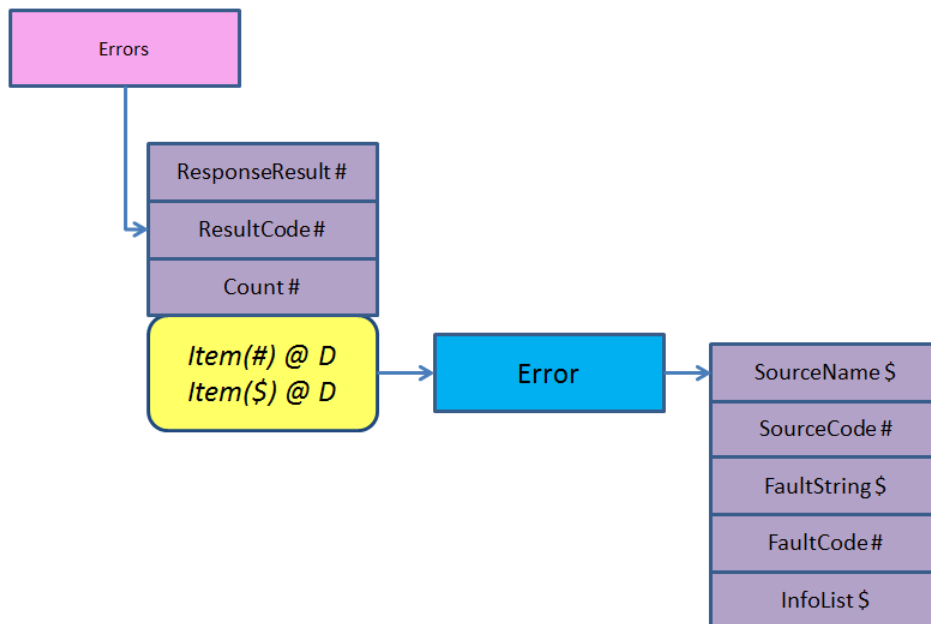 Errors
ResponseResult #
ResultCode #
Count #
Item(#) @ D
Item($) @ D
Error
SourceName $
SourceCode #
FaultString $
FaultCode #
InfoList $